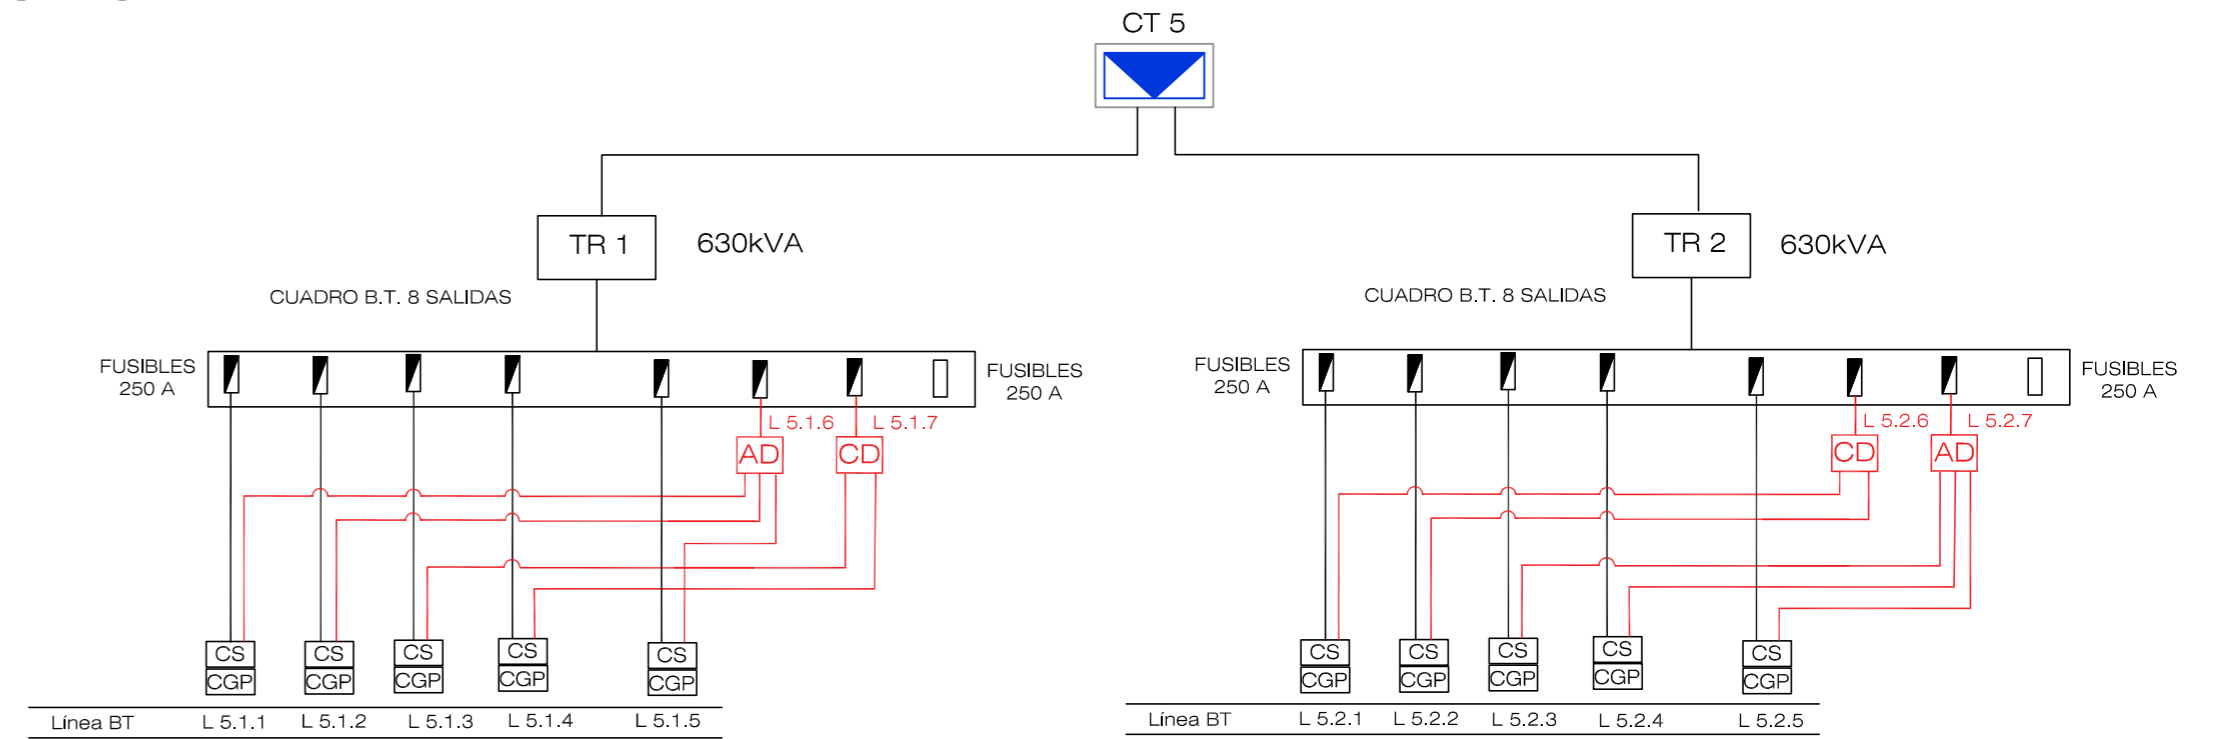 CT 5
TR 1
630kVA
TR 2
630kVA
CUADRO B.T. 8 SALIDAS
CUADRO B.T. 8 SALIDAS
FUSIBLES
250 A
FUSIBLES
250 A
FUSIBLES
250 A
FUSIBLES
250 A
L 5.1.6
L 5.1.7
L 5.2.6
L 5.2.7
AD
CD
CD
AD
CS
CS
CS
CS
CS
CS
CS
CS
CS
CS
CGP
CGP
CGP
CGP
CGP
CGP
CGP
CGP
CGP
CGP
Línea BT
L 5.1.1
L 5.1.2
L 5.1.3
L 5.1.4
L 5.1.5
Línea BT
L 5.2.1
L 5.2.2
L 5.2.3
L 5.2.4
L 5.2.5